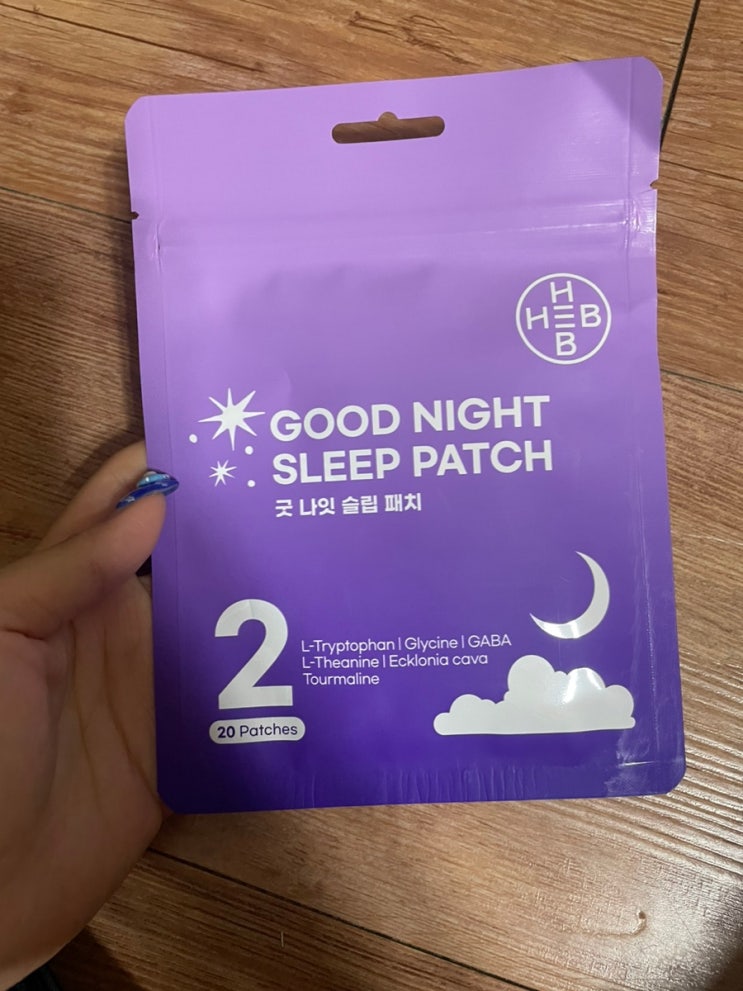 H
HEB
B
GOOD NIGHT
SLEEP PATCH
굿 나잇 슬립 패치
2
L-Tryptophan | Glycine | GABA
L-Theanine | Ecklonia cava
Tourmaline
20 Patches